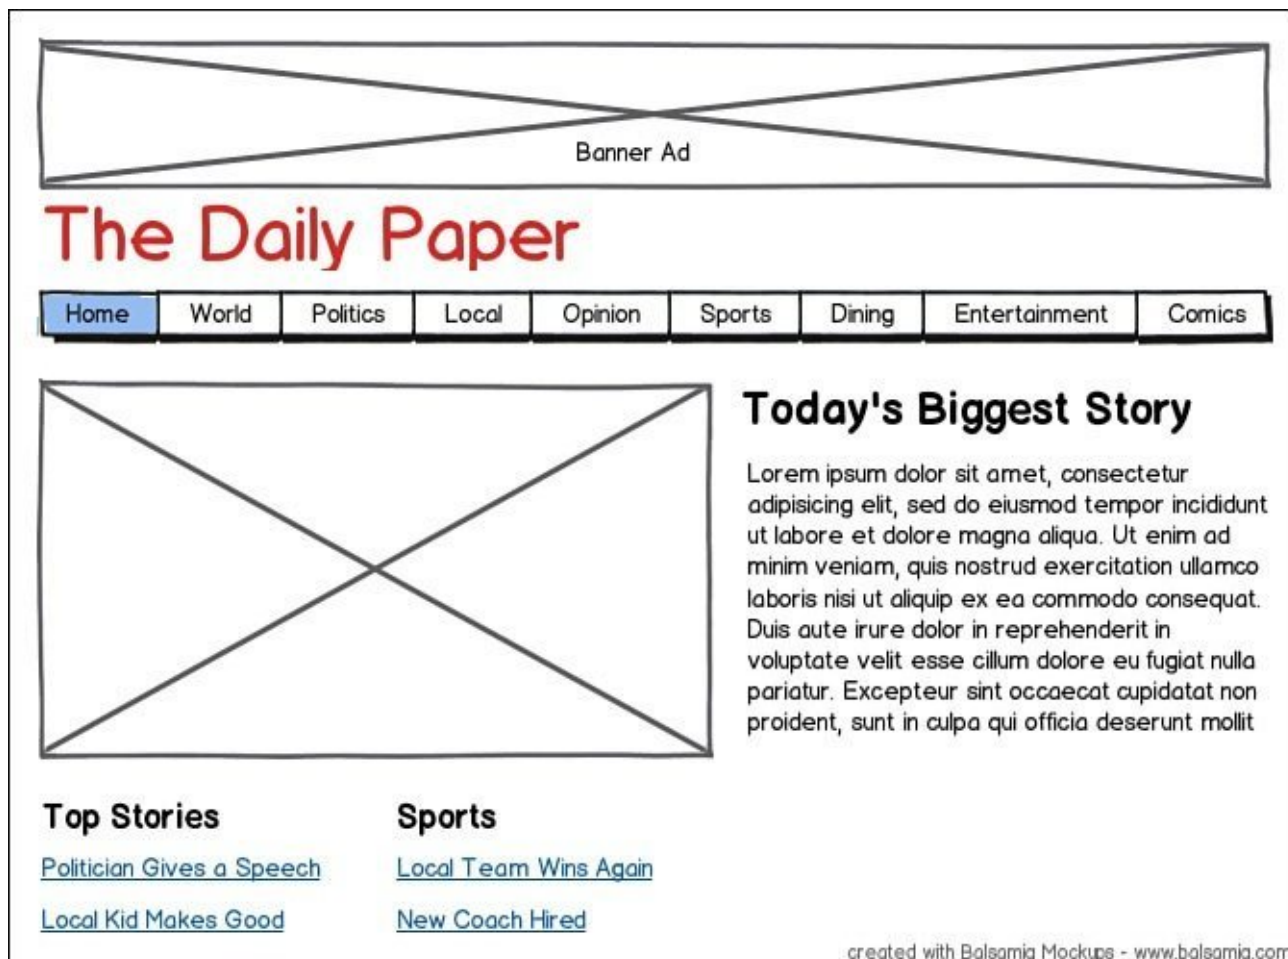 Banner Ad
The Daily Paper
Home World Politics Local Opinion Sports Dining Entertainment Comics
Today's Biggest Story
Lorem ipsum dolor sit amet, consectetur
adipisicing elit, sed do eiusmod tempor incididunt
ut labore et dolore magna aliqua. Ut enim ad
minim veniam, quis nostrud exercitation ullamco
laboris nisi ut aliquip ex ea commodo consequat.
Duis aute irure dolor in reprehenderit in
voluptate velit esse cillum dolore eu fugiat nulla
pariatur. Excepteur sint occaecat cupidatat non
proident, sunt in culpa qui officia deserunt mollit
Top Stories
Politician Gives a Speech
Local Kid Makes Good
Sports
Local Team Wins Again
New Coach Hired
created with Balsamiq Mockups - www.balsamiq.com